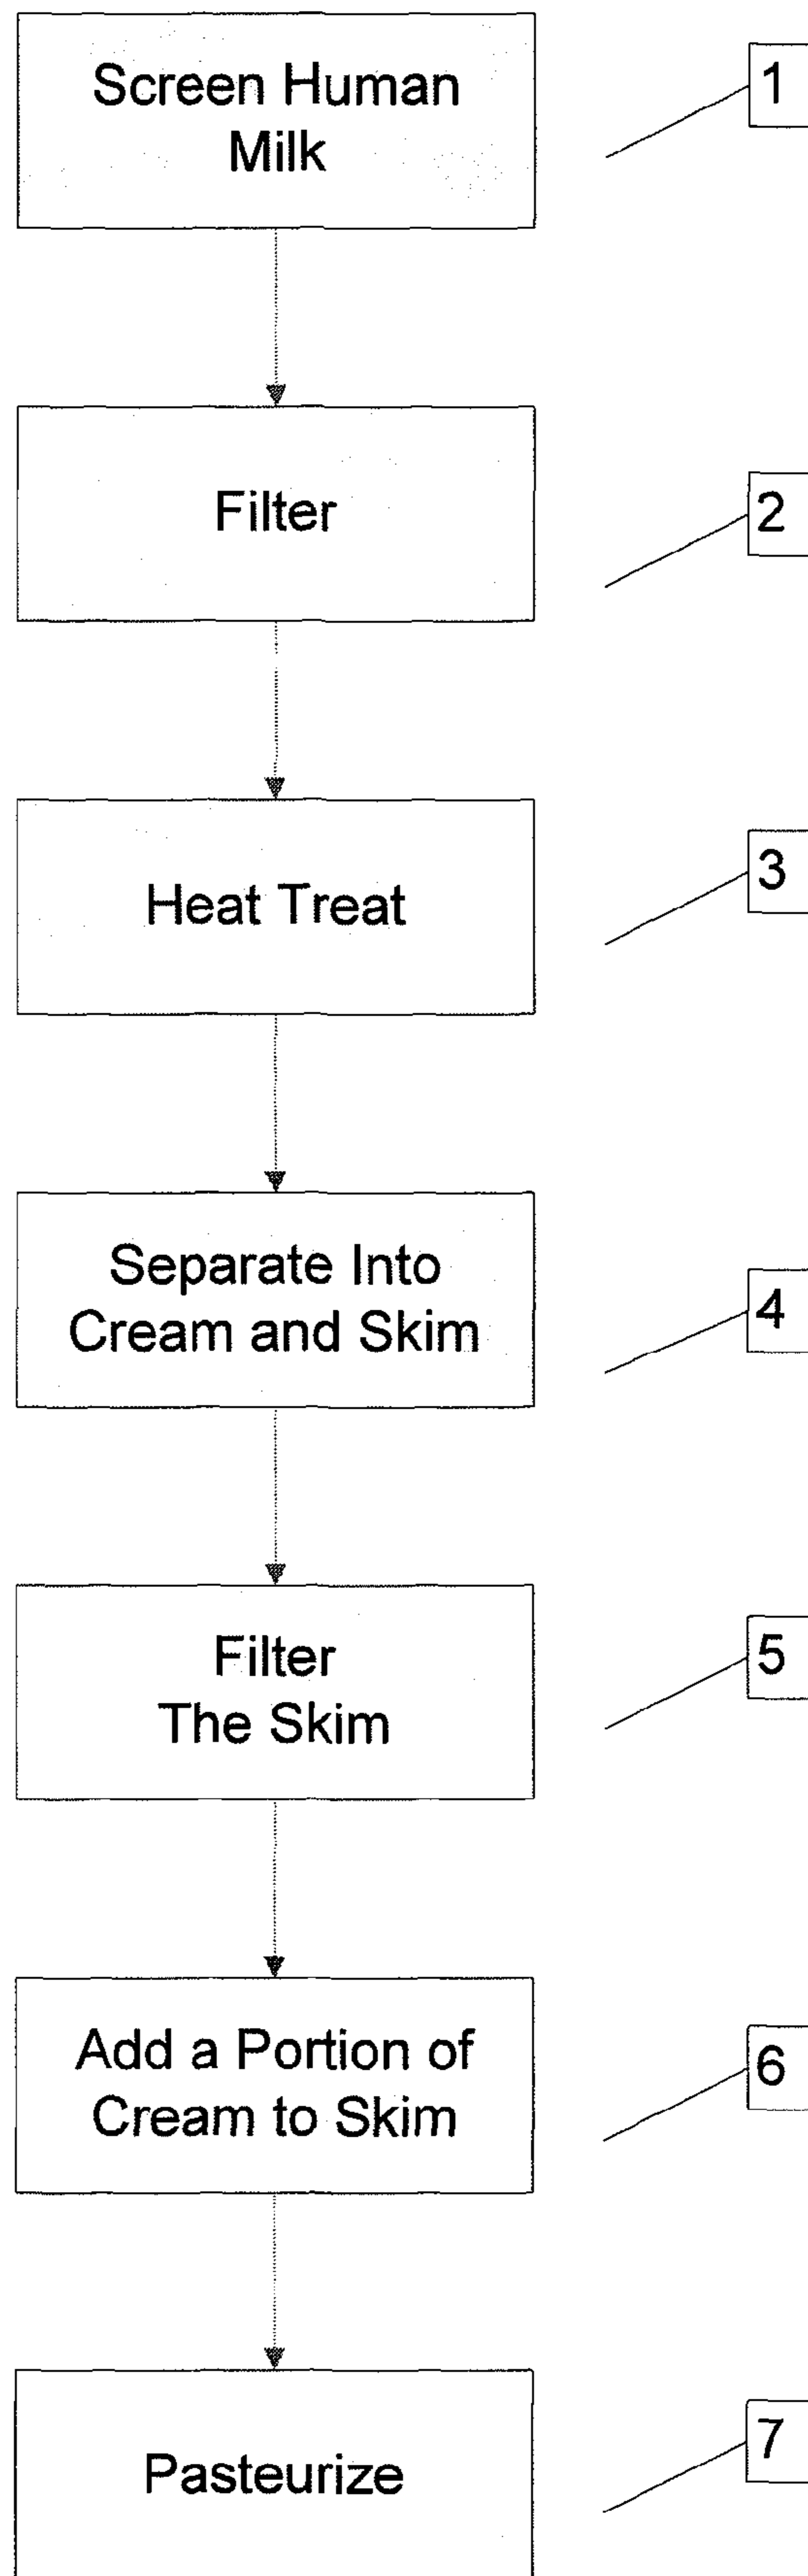 Screen Human
Milk
1
Filter
2
Heat Treat
3
Separate Into
Cream and Skim
4
Filter
The Skim
5
Add a Portion of
Cream to Skim
6
Pasteurize
7